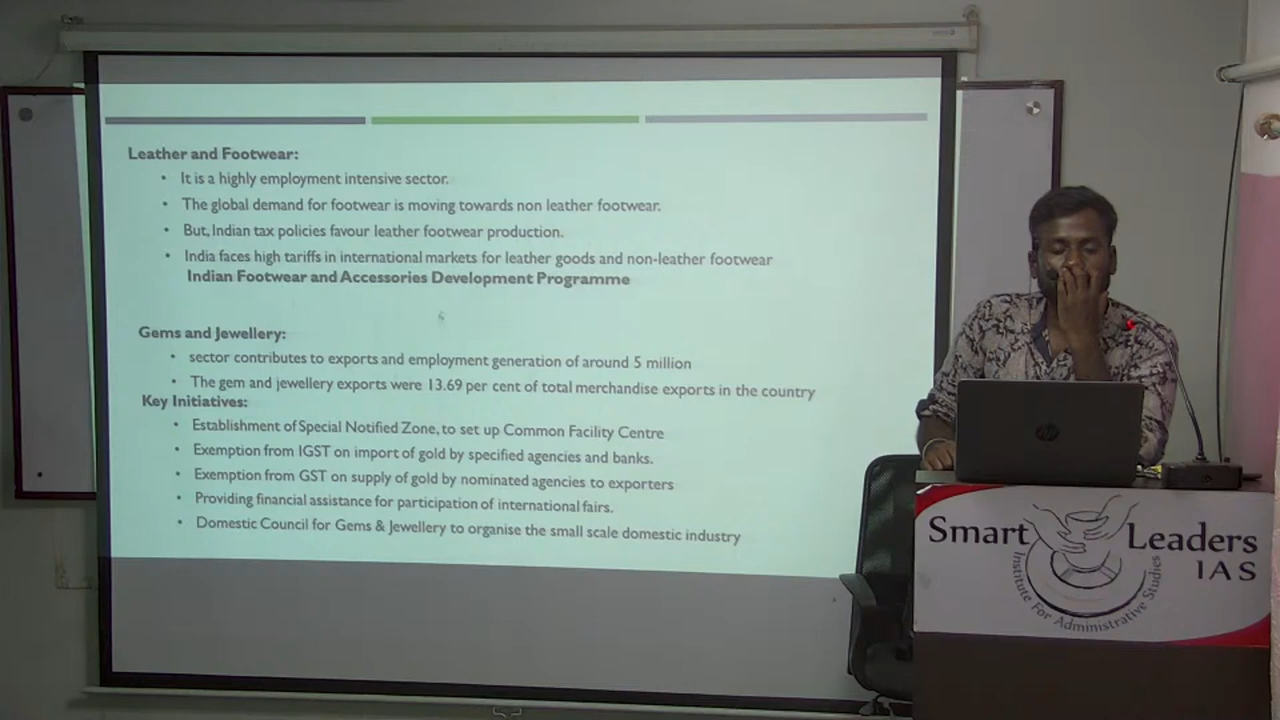 Leather and Footwear:
• It is a highly employment intensive sector.
• The global demand for footwear is moving towards non leather footwear.
• But, Indian tax policies favour leather footwear production.
• India faces high tariffs in international markets for leather goods and non-leather footwear
Indian Footwear and Accessories Development Programme
Gems and Jewellery:
• sector contributes to exports and employment generation of around 5 million
• The gem and jewellery exports were 13.69 per cent of total merchandise exports in the country
Key Initiatives:
• Establishment of Special Notified Zone, to set up Common Facility Centre
• Exemption from IGST on import of gold by specified agencies and banks.
• Exemption from GST on supply of gold by nominated agencies to exporters
• Providing financial assistance for participation of international fairs.
• Domestic Council for Gems & Jewellery to organise the small scale domestic industry
Smart Leaders
IAS
Institute For Administrative Studies
hp